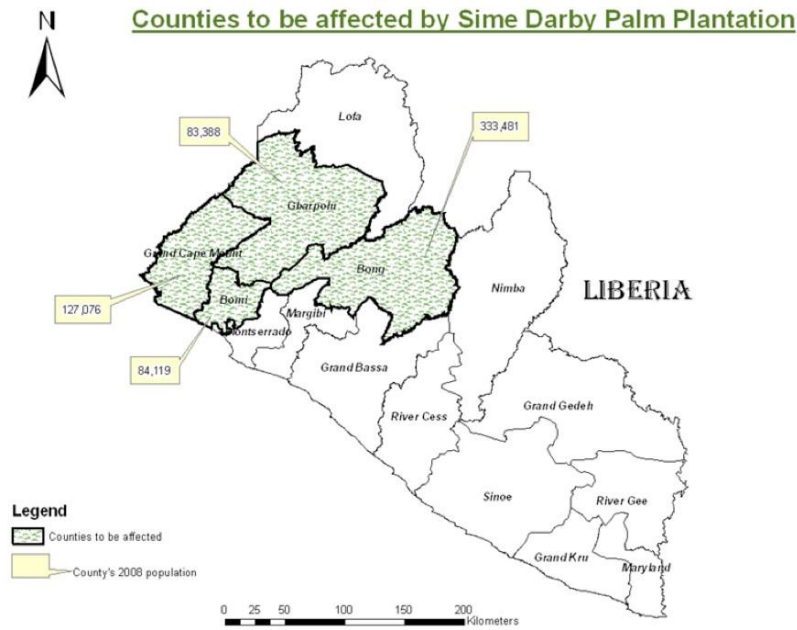 Counties to be affected by Sime Darby Palm Plantation
N
Lofa
83,388
333,481
Gbarpolu
Grand Cape Mount
Bong
Nimba
LIBERIA
127,076
Bomi
Margibi
Montserrado
84,119
Grand Bassa
River Cess
Grand Gedeh
Sinoe
River Gee
Grand Kru
Maryland
Legend
Counties to be affected
County's 2008 population
0 25 50 100 150 200
Kilometers